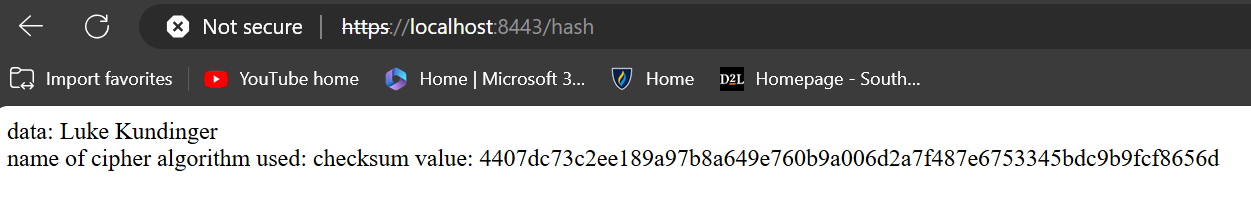 Not secure | https://localhost:8443/hash
Import favorites YouTube home Home | Microsoft 3... Home D2L Homepage - South...
data: Luke Kundinger
name of cipher algorithm used: checksum value: 4407dc73c2ee189a97b8a649e760b9a006d2a7f487e6753345bdc9b9fcf8656d